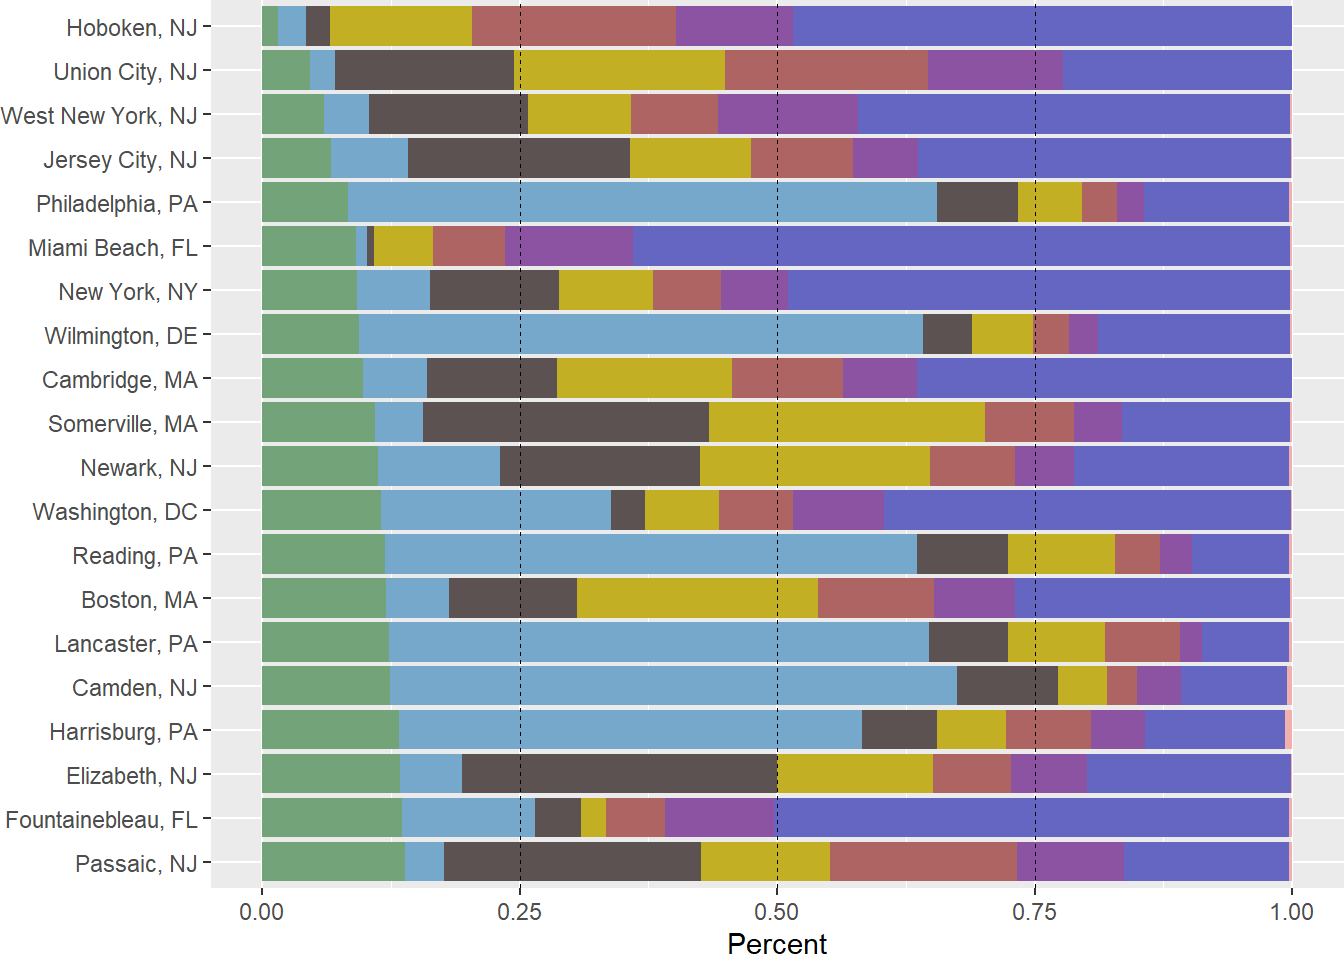 Hoboken, NJ
Union City, NJ
West New York, NJ
Jersey City, NJ
Philadelphia, PA
Miami Beach, FL
New York, NY
Wilmington, DE
Cambridge, MA
Somerville, MA
Newark, NJ
Washington, DC
Reading, PA
Boston, MA
Lancaster, PA
Camden, NJ
Harrisburg, PA
Elizabeth, NJ
Fountainebleau, FL
Passaic, NJ
0.00 0.25 0.50 0.75 1.00
Percent